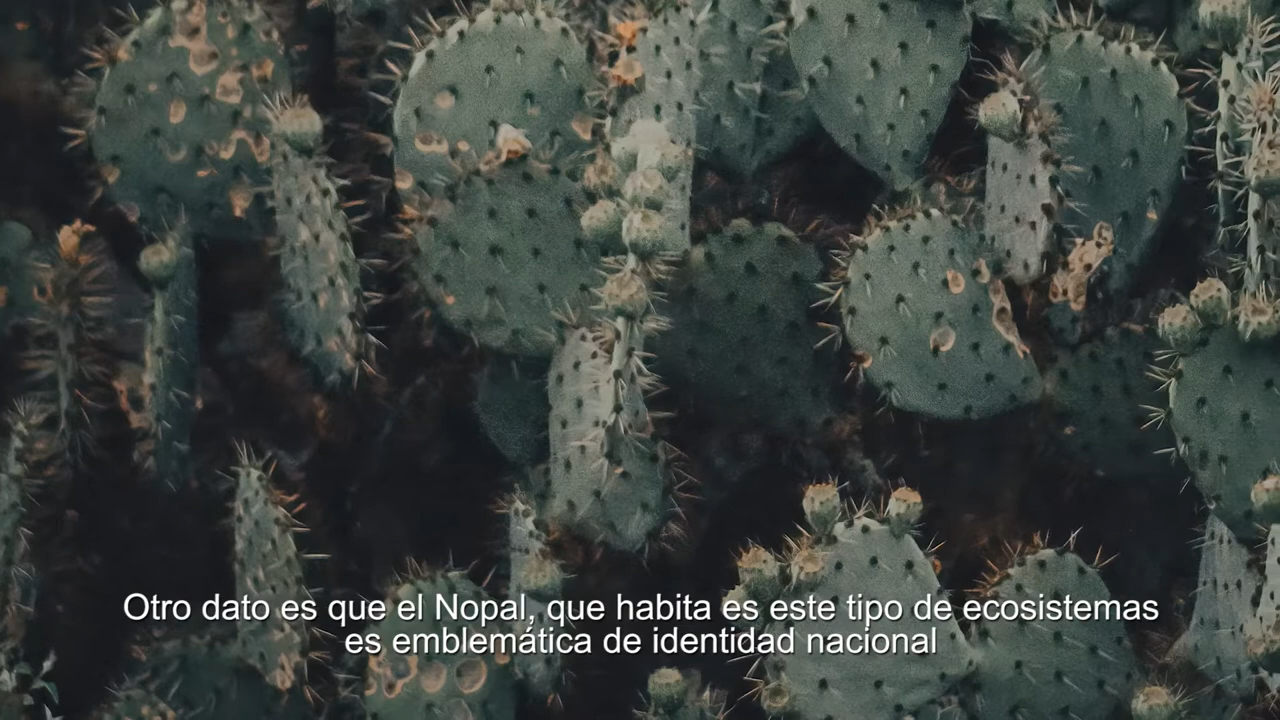 Otro dato es que el Nopal, que habita es este tipo de ecosistemas
es emblemática de identidad nacional